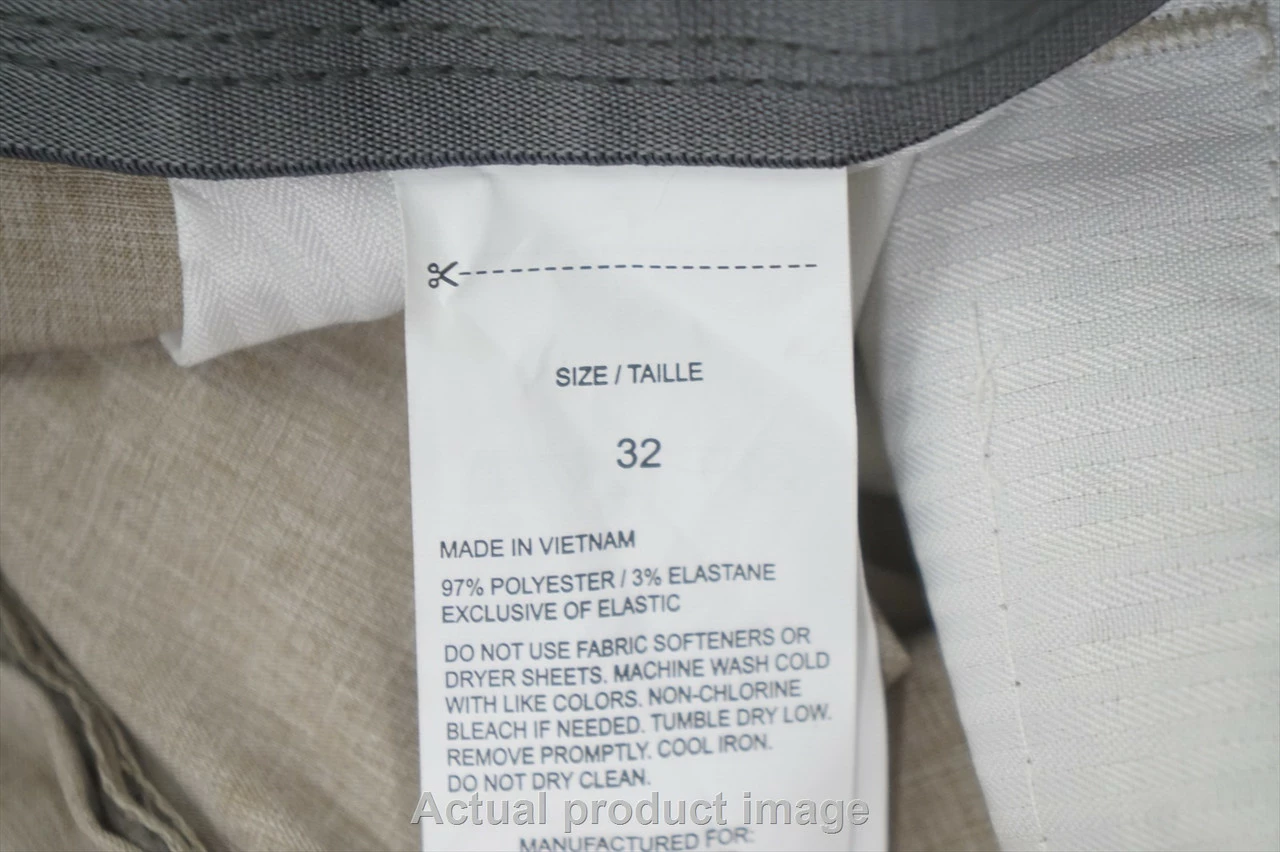 SIZE / TAILLE
32
MADE IN VIETNAM
97% POLYESTER / 3% ELASTANE
EXCLUSIVE OF ELASTIC
DO NOT USE FABRIC SOFTENERS OR
DRYER SHEETS. MACHINE WASH COLD
WITH LIKE COLORS. NON-CHLORINE
BLEACH IF NEEDED. TUMBLE DRY LOW.
REMOVE PROMPTLY. COOL IRON.
DO NOT DRY CLEAN.
Actual product image
MANUFACTURED FOR: